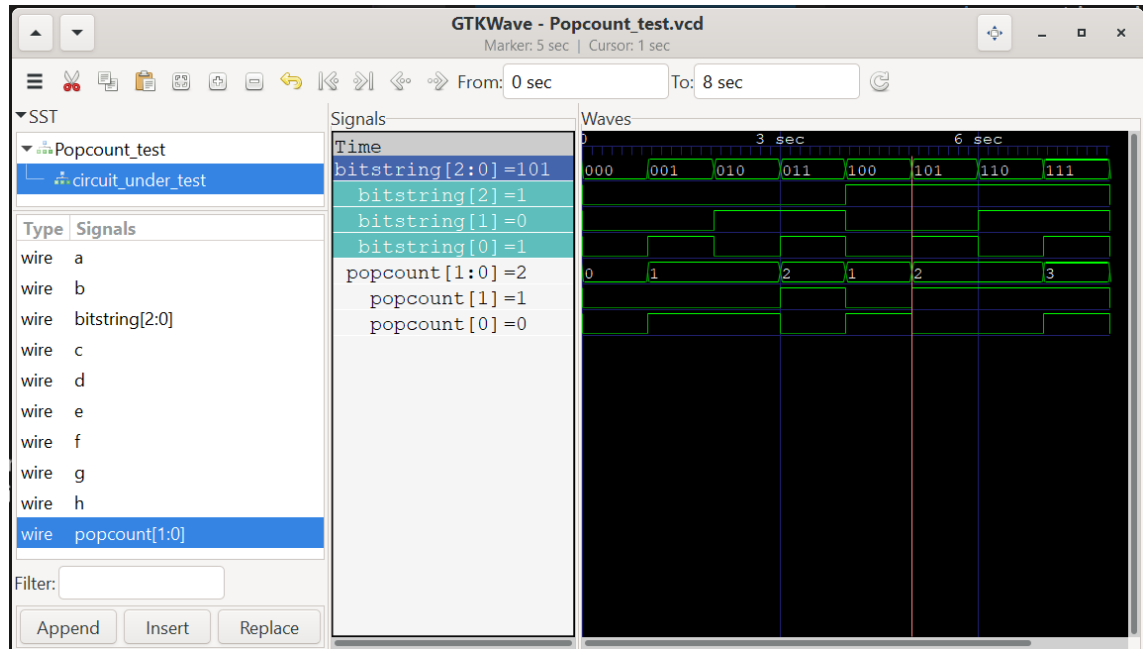 GTKWave - Popcount_test.vcd
Marker: 5 sec | Cursor: 1 sec
From: 0 sec To: 8 sec
SST
Popcount_test
circuit_under_test
Type Signals
wire a
wire b
wire bitstring[2:0]
wire c
wire d
wire e
wire f
wire g
wire h
wire popcount[1:0]
Filter:
Append Insert Replace
Signals
Time
bitstring[2:0]=101
bitstring[2]=1
bitstring[1]=0
bitstring[0]=1
popcount[1:0]=2
popcount[1]=1
popcount[0]=0
Waves
0 3 sec 6 sec
000 001 010 011 100 101 110 111
0 1 2 1 2 3